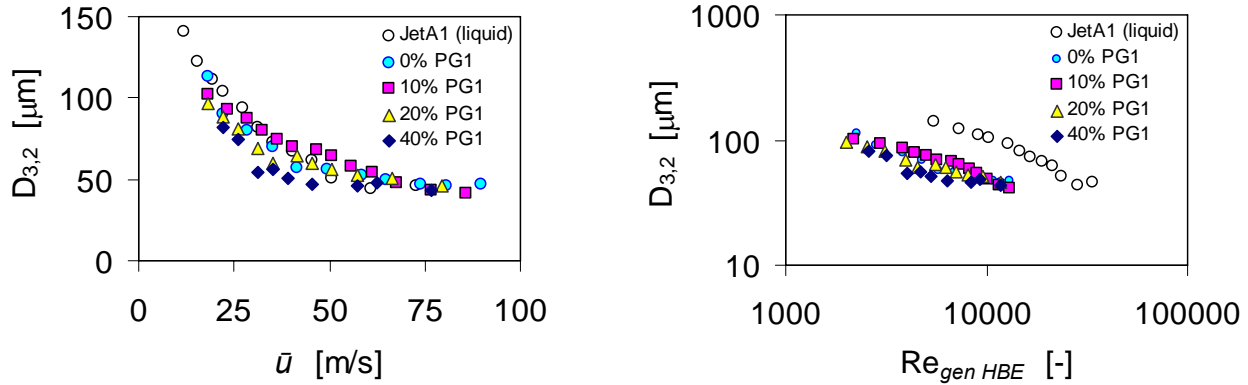 150
100
50
0
D3,2 [μm]
0
25
50
75
100
ū [m/s]
JetA1 (liquid)
0% PG1
10% PG1
20% PG1
40% PG1
1000
100
10
D3,2 [μm]
1000
10000
100000
Regen HBE [-]
JetA1 (liquid)
0% PG1
10% PG1
20% PG1
40% PG1